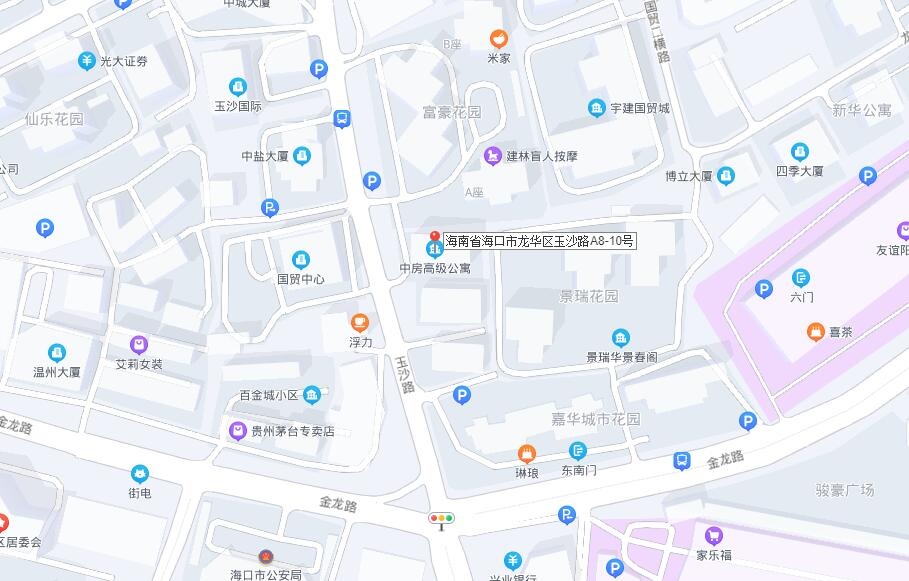 中城大厦
国贸二横路
B座
米家
光大证券
玉沙国际
仙乐花园
富豪花园
宇建国贸城
新华公寓
中盐大厦
建林盲人按摩
公司
A座
博立大厦
四季大厦
海南省海口市龙华区玉沙路A8-10号
友谊阳
中房高级公寓
国贸中心
景瑞花园
六门
喜茶
浮力
艾莉女装
温州大厦
景瑞华景春阁
玉沙路
百金城小区
嘉华城市花园
金龙路
贵州茅台专卖店
琳琅
东南门
金龙路
街电
骏豪广场
金龙路
区居委会
家乐福
海口市公安局
兴业银行